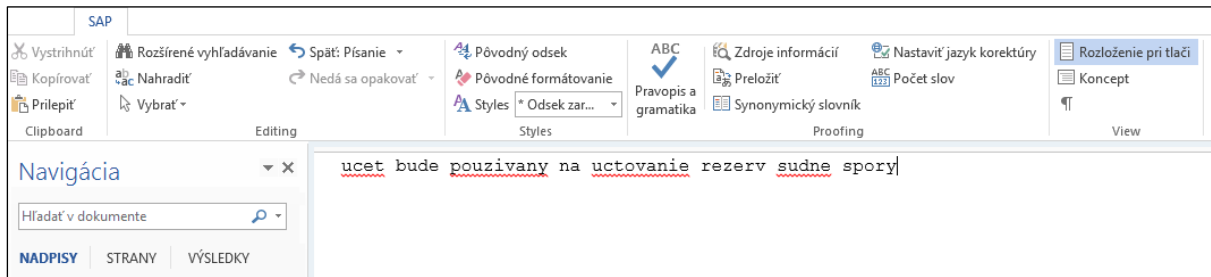 SAP
Vystrihnúť Rozšírené vyhľadávanie Späť: Písanie Pôvodný odsek ABC Zdroje informácií Nastaviť jazyk korektúry Rozloženie pri tlači
Kopírovať Nahradiť Nedá sa opakovať Pôvodné formátovanie Pravopis a gramatika Preložiť ABC 123 Počet slov Koncept
Prilepiť Vybrať Styles * Odsek zar... Synonymický slovník ¶
Clipboard Editing Styles Proofing View
Navigácia
ucet bude pouzivany na uctovanie rezerv sudne spory
Hľadať v dokumente
NADPISY STRANY VÝSLEDKY